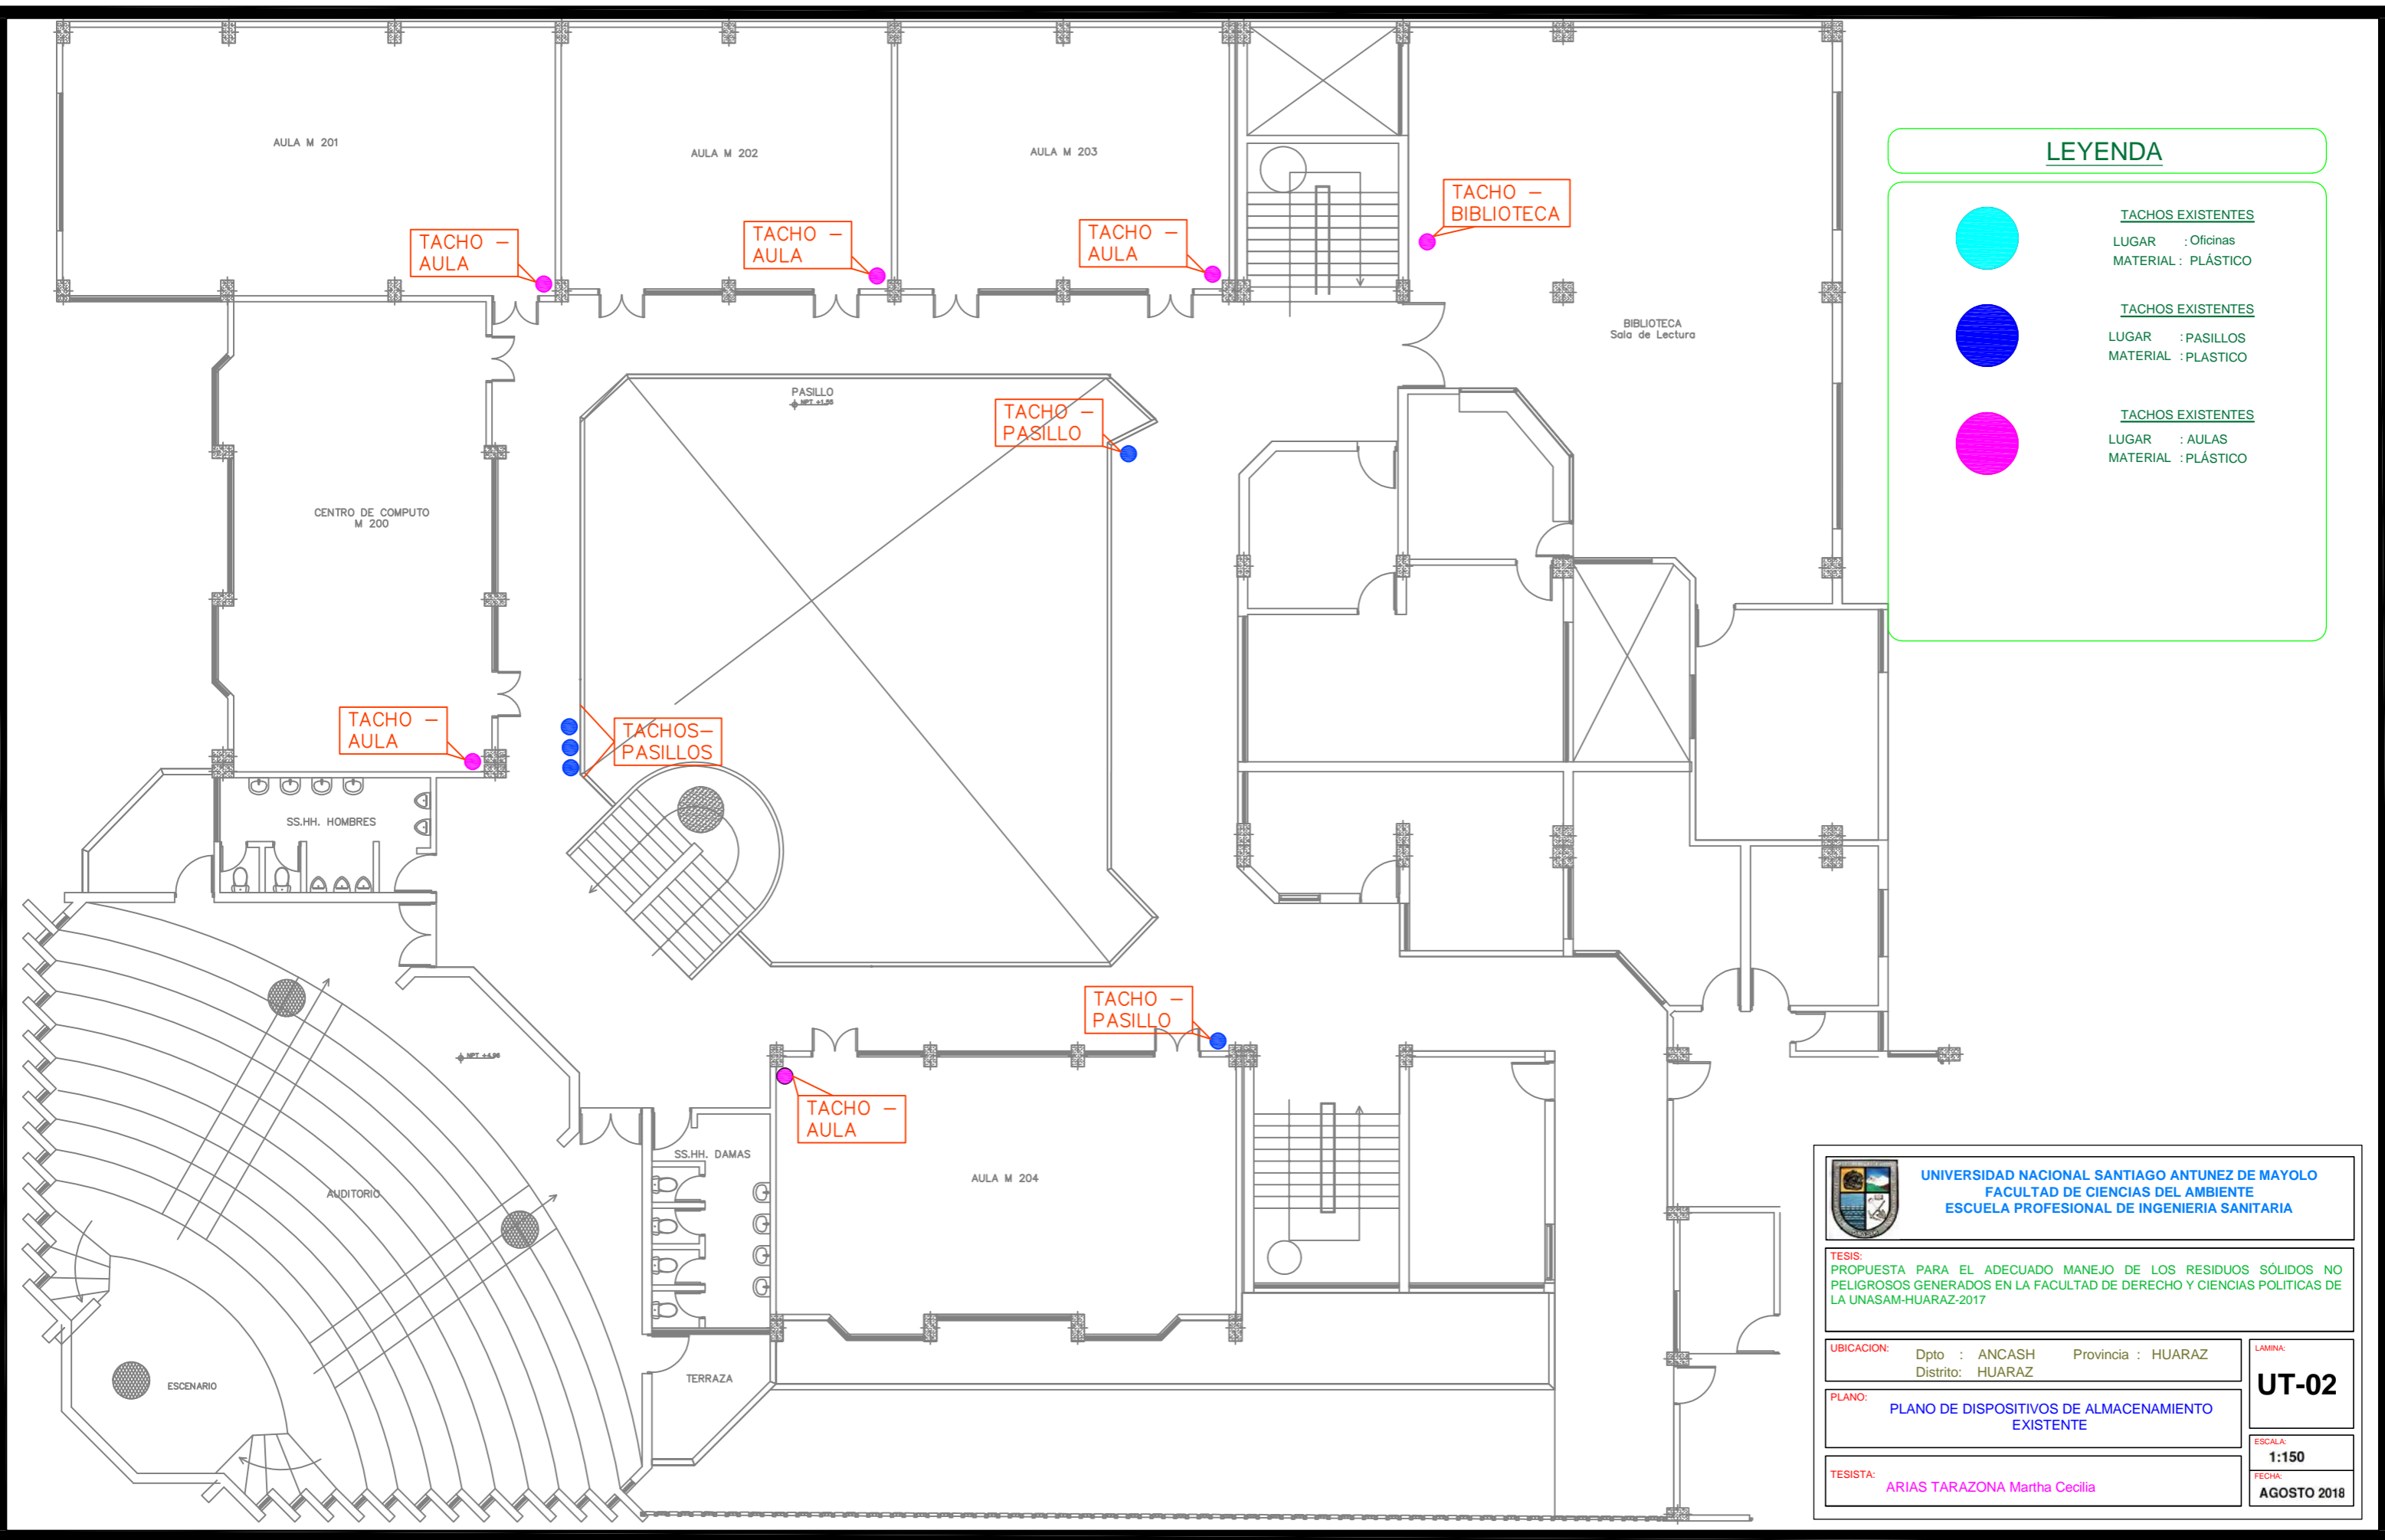 AULA M 201
AULA M 202
AULA M 203
TACHO –
AULA
TACHO –
AULA
TACHO –
AULA
TACHO –
BIBLIOTECA
BIBLIOTECA
Sala de Lectura
PASILLO
NPT +1.95
TACHO –
PASILLO
CENTRO DE COMPUTO
M 200
TACHO –
AULA
TACHOS–
PASILLOS
SS.HH. HOMBRES
TACHO –
PASILLO
NPT +4.96
TACHO –
AULA
SS.HH. DAMAS
AULA M 204
AUDITORIO
ESCENARIO
TERRAZA
LEYENDA
TACHOS EXISTENTES
LUGAR : Oficinas
MATERIAL : PLÁSTICO
TACHOS EXISTENTES
LUGAR : PASILLOS
MATERIAL : PLASTICO
TACHOS EXISTENTES
LUGAR : AULAS
MATERIAL : PLÁSTICO
UNIVERSIDAD NACIONAL SANTIAGO ANTUNEZ DE MAYOLO
FACULTAD DE CIENCIAS DEL AMBIENTE
ESCUELA PROFESIONAL DE INGENIERIA SANITARIA
TESIS:
PROPUESTA PARA EL ADECUADO MANEJO DE LOS RESIDUOS SÓLIDOS NO
PELIGROSOS GENERADOS EN LA FACULTAD DE DERECHO Y CIENCIAS POLITICAS DE
LA UNASAM-HUARAZ-2017
UBICACION:
Dpto : ANCASH Provincia : HUARAZ
Distrito: HUARAZ
LAMINA:
UT-02
PLANO:
PLANO DE DISPOSITIVOS DE ALMACENAMIENTO
EXISTENTE
ESCALA:
1:150
FECHA:
AGOSTO 2018
TESISTA:
ARIAS TARAZONA Martha Cecilia